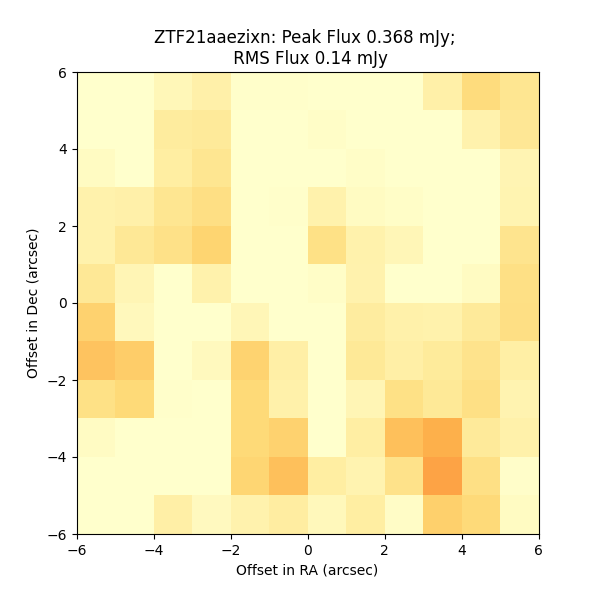 ZTF21aaezixn: Peak Flux 0.368 mJy;
RMS Flux 0.14 mJy
6
4
2
0
−2
−4
−6
Offset in Dec (arcsec)
−6 −4 −2 0 2 4 6
Offset in RA (arcsec)